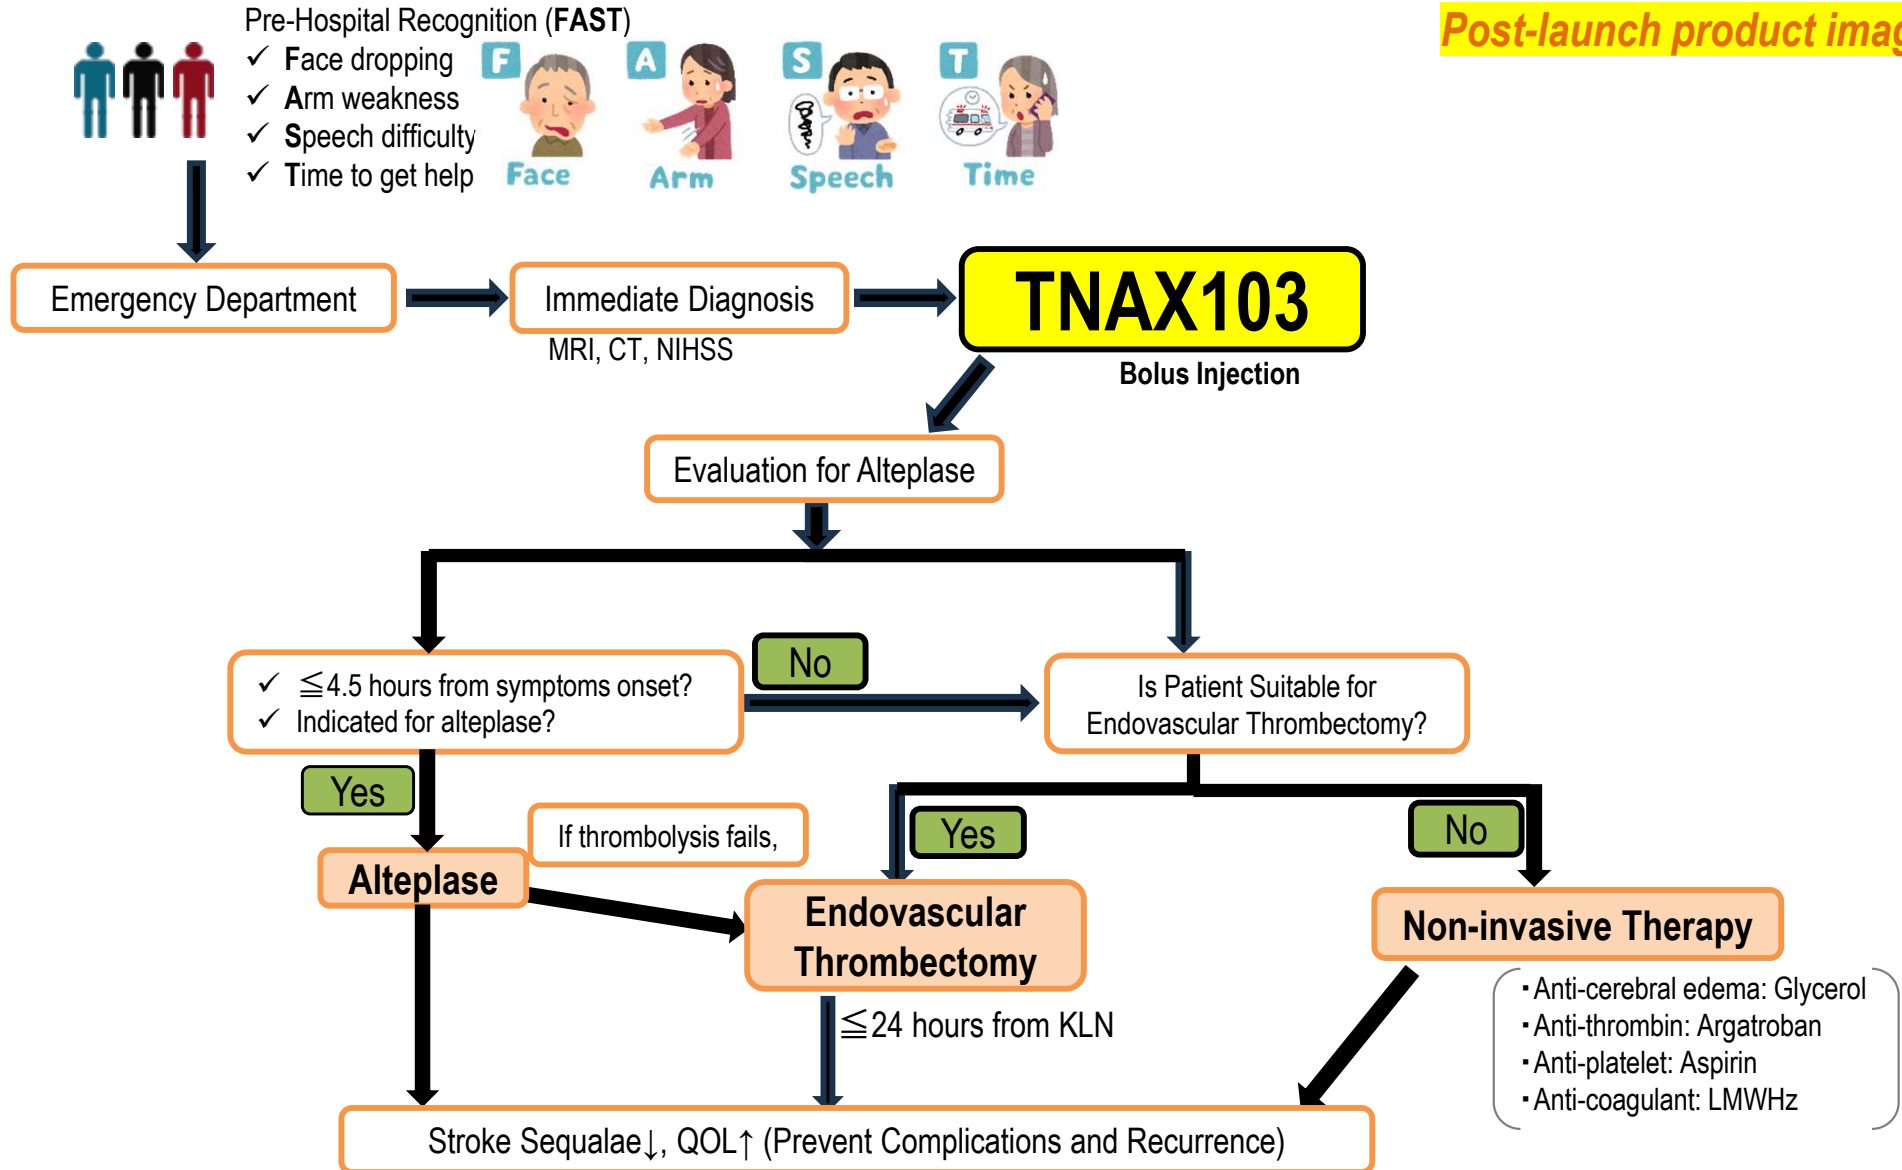 Pre-Hospital Recognition (FAST)
✓ Face dropping
✓ Arm weakness
✓ Speech difficulty
✓ Time to get help
F
A
S
T
Face
Arm
Speech
Time
Post-launch product imag
Emergency Department
Immediate Diagnosis
MRI, CT, NIHSS
TNAX103
Bolus Injection
Evaluation for Alteplase
✓ ≦4.5 hours from symptoms onset?
✓ Indicated for alteplase?
No
Is Patient Suitable for
Endovascular Thrombectomy?
Yes
If thrombolysis fails,
Yes
No
Alteplase
Endovascular
Thrombectomy
Non-invasive Therapy
≦24 hours from KLN
・Anti-cerebral edema: Glycerol
・Anti-thrombin: Argatroban
・Anti-platelet: Aspirin
・Anti-coagulant: LMWHz
Stroke Sequalae↓, QOL↑ (Prevent Complications and Recurrence)